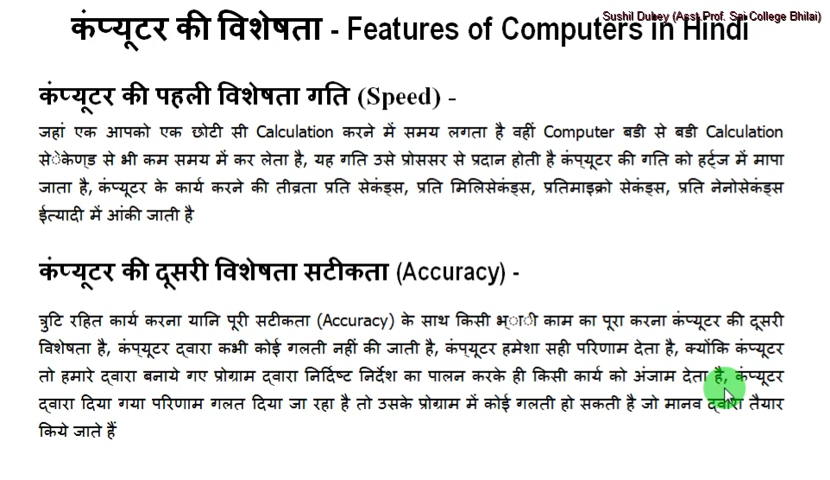 Sushil Dubey (Asst. Prof. Sai College Bhilai)
कंप्यूटर की विशेषता - Features of Computers in Hindi
कंप्यूटर की पहली विशेषता गति (Speed) -
जहां एक आपको एक छोटी सी Calculation करने में समय लगता है वहीं Computer बडी से बडी Calculation
सेेकेण्ड से भी कम समय में कर लेता है, यह गति उसे प्रोससर से प्रदान होती है कंप्यूटर की गति को हर्ट्ज में मापा
जाता है, कंप्यूटर के कार्य करने की तीव्रता प्रति सेकंड्स, प्रति मिलिसेकंड्स, प्रतिमाइक्रो सेकंड्स, प्रति नेनोसेकंड्स
ईत्यादी में आंकी जाती है
कंप्यूटर की दूसरी विशेषता सटीकता (Accuracy) -
त्रुटि रहित कार्य करना यानि पूरी सटीकता (Accuracy) के साथ किसी भ्ाी काम का पूरा करना कंप्यूटर की दूसरी
विशेषता है, कंप्यूटर द्वारा कभी कोई गलती नहीं की जाती है, कंप्यूटर हमेशा सही परिणाम देता है, क्योंकि कंप्यूटर
तो हमारे द्वारा बनाये गए प्रोग्राम द्वारा निर्दिष्ट निर्देश का पालन करके ही किसी कार्य को अंजाम देता है, कंप्यूटर
द्वारा दिया गया परिणाम गलत दिया जा रहा है तो उसके प्रोग्राम में कोई गलती हो सकती है जो मानव द्वारा तैयार
किये जाते हैं